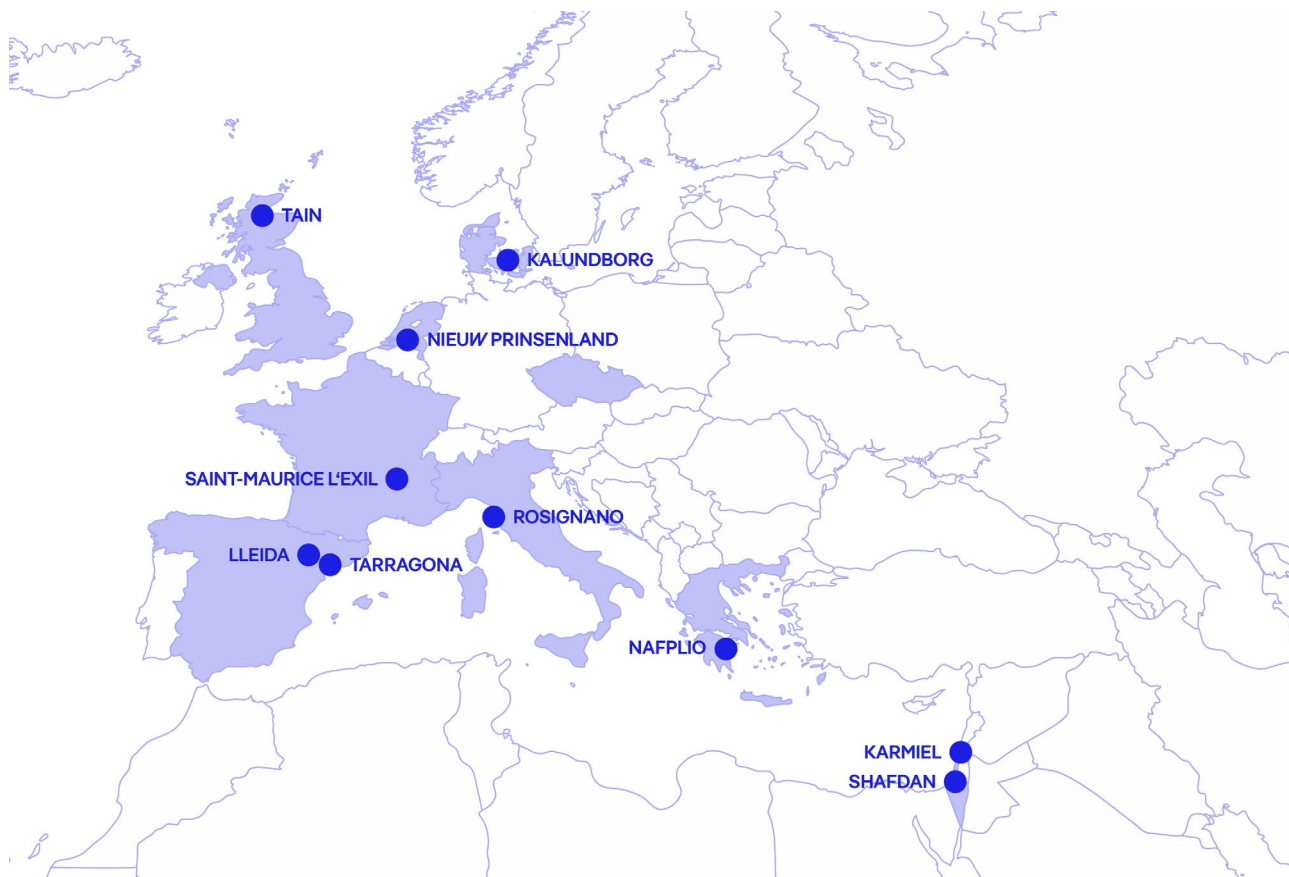 TAIN
KALUNDBORG
NIEUW PRINSENLAND
SAINT-MAURICE L'EXIL
ROSIGNANO
LLEIDA
TARRAGONA
NAFPLIO
KARMIEL
SHAFDAN